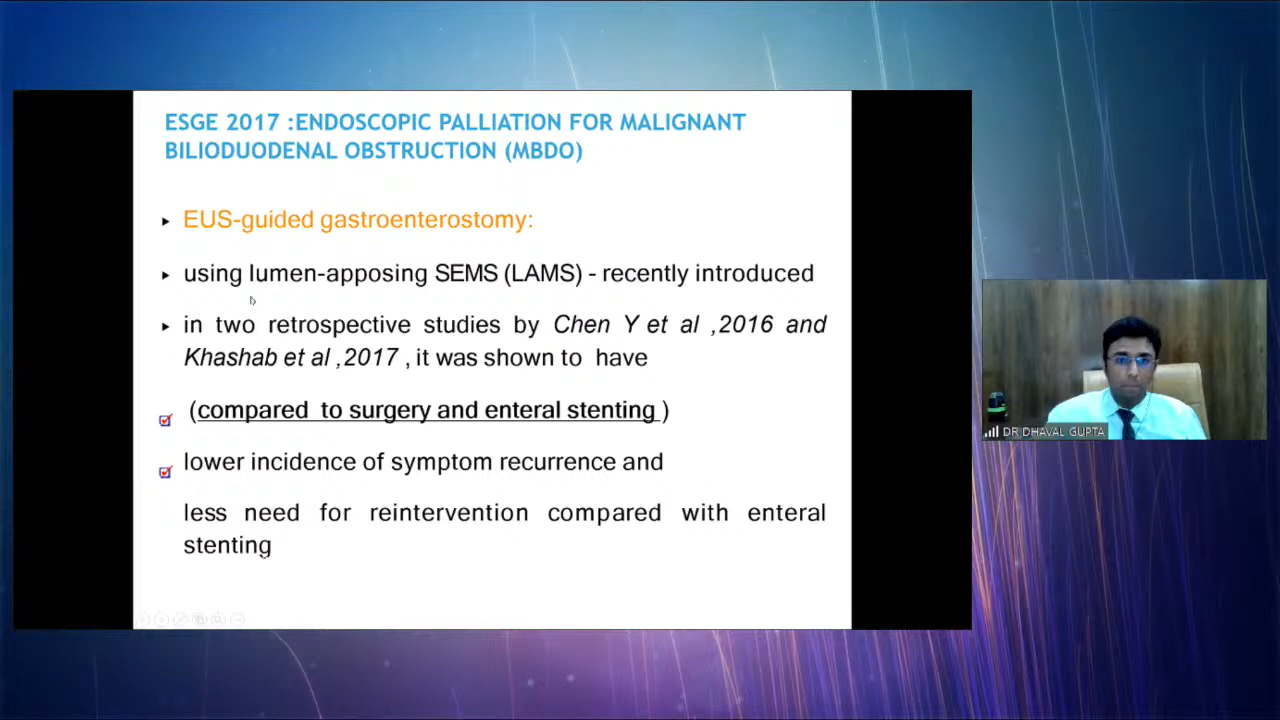 ESGE 2017 :ENDOSCOPIC PALLIATION FOR MALIGNANT
BILIODUODENAL OBSTRUCTION (MBDO)
EUS-guided gastroenterostomy:
using lumen-apposing SEMS (LAMS) - recently introduced
in two retrospective studies by Chen Y et al ,2016 and
Khashab et al ,2017 , it was shown to have
(compared to surgery and enteral stenting )
lower incidence of symptom recurrence and
less need for reintervention compared with enteral
stenting
DR DHAVAL GUPTA